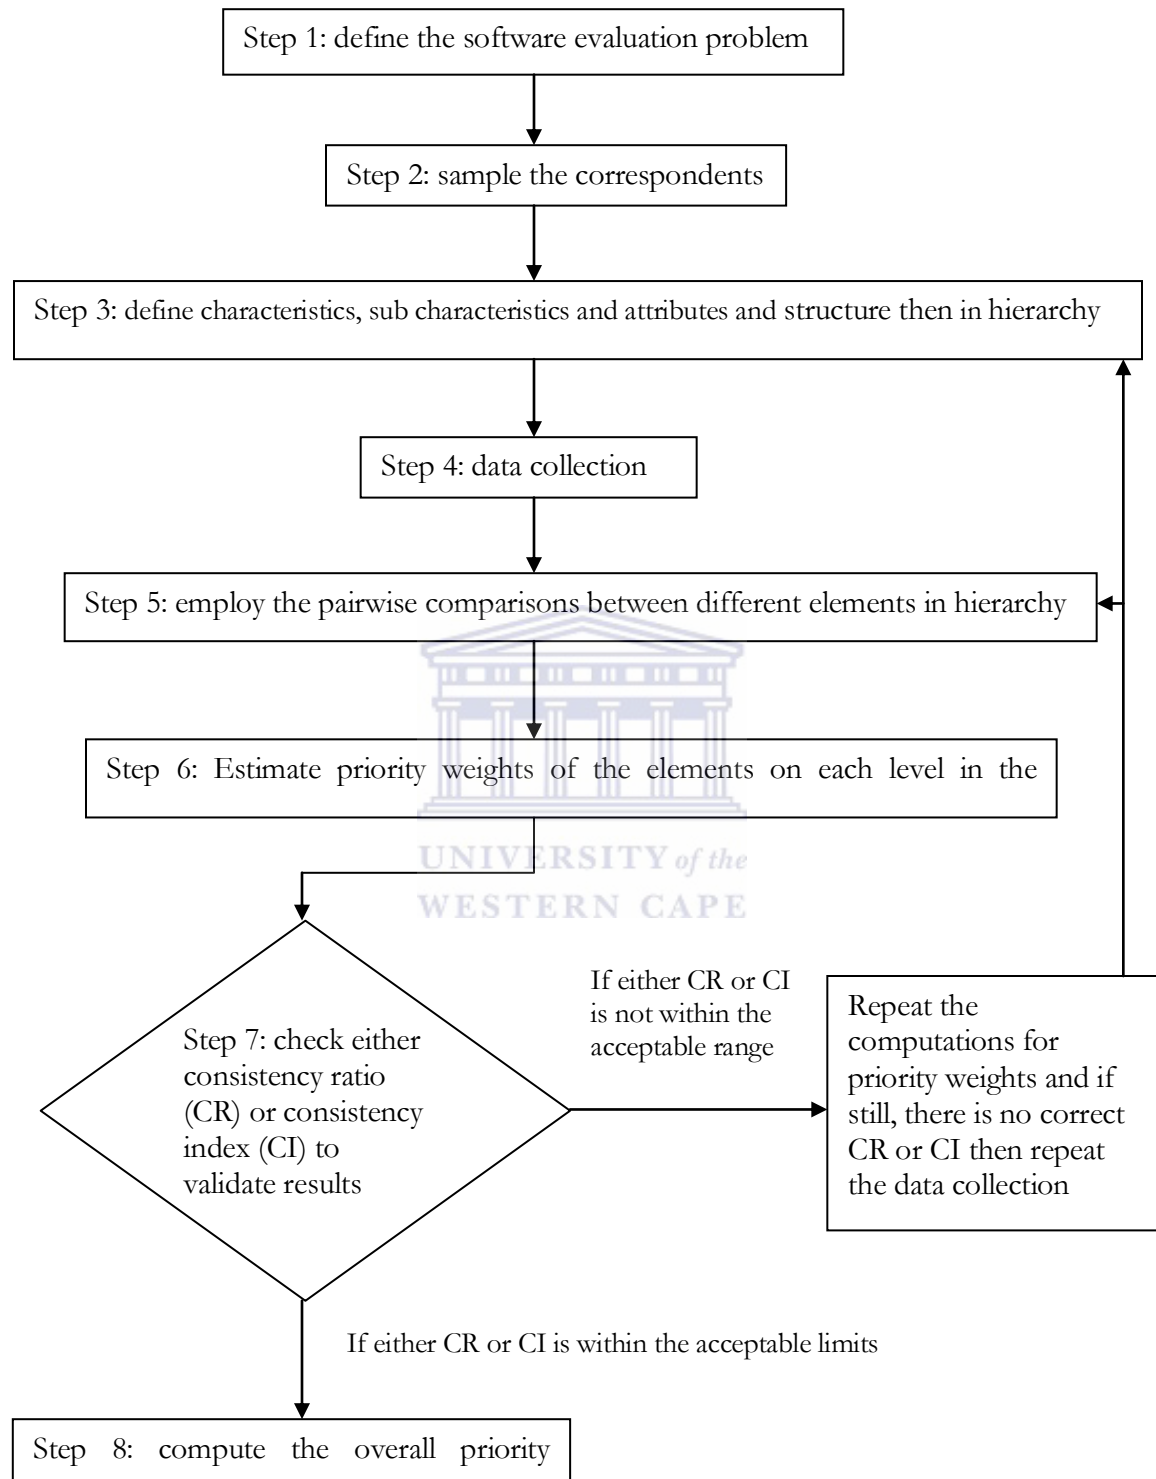 Step 1: define the software evaluation problem
Step 2: sample the correspondents
Step 3: define characteristics, sub characteristics and attributes and structure then in hierarchy
Step 4: data collection
Step 5: employ the pairwise comparisons between different elements in hierarchy
Step 6: Estimate priority weights of the elements on each level in the
UNIVERSITY of the
WESTERN CAPE
Step 7: check either
consistency ratio
(CR) or consistency
index (CI) to
validate results
If either CR or CI
is not within the
acceptable range
Repeat the
computations for
priority weights and if
still, there is no correct
CR or CI then repeat
the data collection
If either CR or CI is within the acceptable limits
Step 8: compute the overall priority